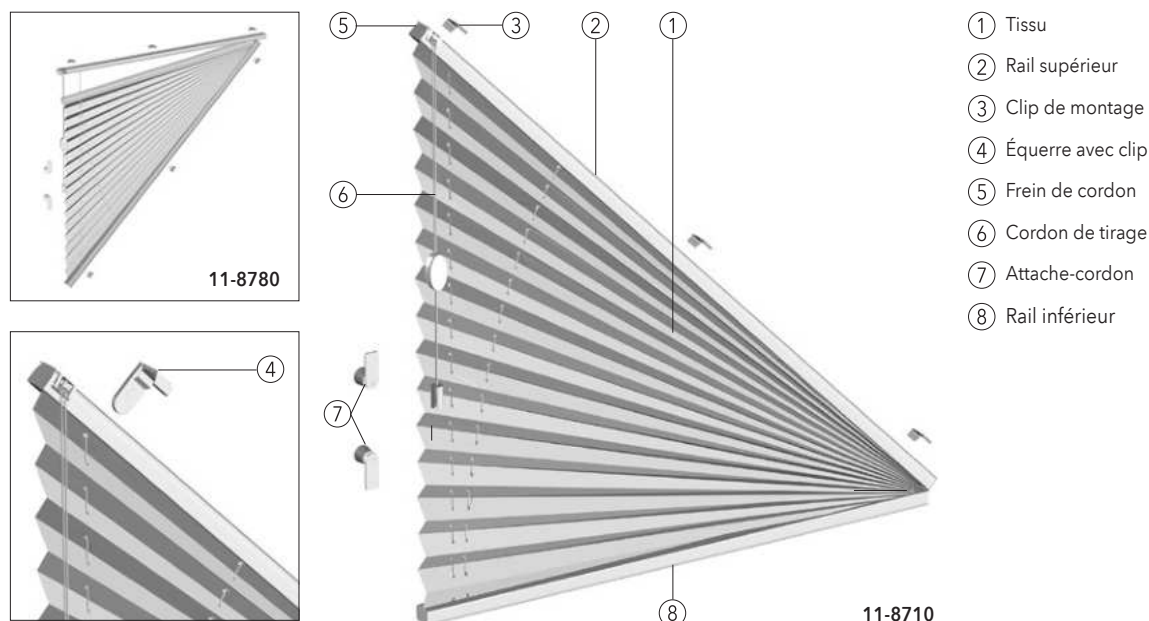 5
3
2
1
6
11-8780
4
7
8
11-8710
1 Tissu
2 Rail supérieur
3 Clip de montage
4 Équerre avec clip
5 Frein de cordon
6 Cordon de tirage
7 Attache-cordon
8 Rail inférieur